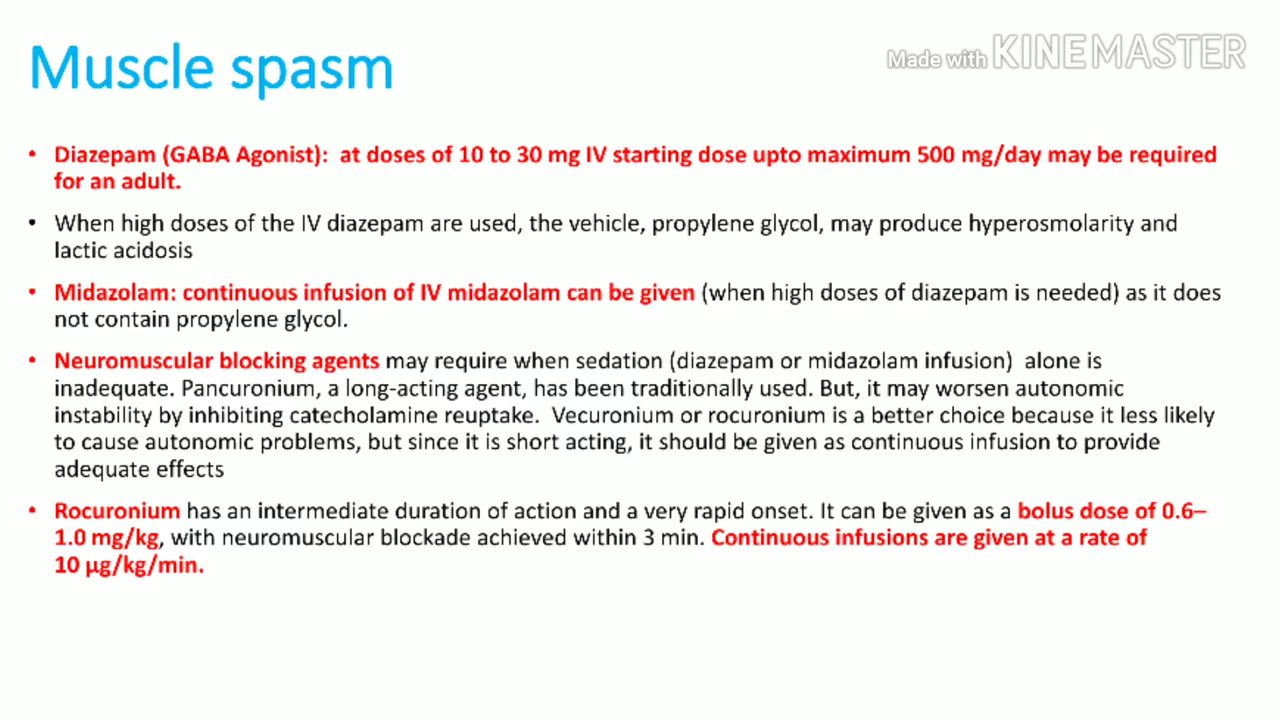 Muscle spasm
Made with KINEMASTER
• Diazepam (GABA Agonist):  at doses of 10 to 30 mg IV starting dose upto maximum 500 mg/day may be required
for an adult.
• When high doses of the IV diazepam are used, the vehicle, propylene glycol, may produce hyperosmolarity and
lactic acidosis
• Midazolam: continuous infusion of IV midazolam can be given (when high doses of diazepam is needed) as it does
not contain propylene glycol.
• Neuromuscular blocking agents may require when sedation (diazepam or midazolam infusion)  alone is
inadequate. Pancuronium, a long-acting agent, has been traditionally used. But, it may worsen autonomic
instability by inhibiting catecholamine reuptake.  Vecuronium or rocuronium is a better choice because it less likely
to cause autonomic problems, but since it is short acting, it should be given as continuous infusion to provide
adequate effects
• Rocuronium has an intermediate duration of action and a very rapid onset. It can be given as a bolus dose of 0.6–
1.0 mg/kg, with neuromuscular blockade achieved within 3 min. Continuous infusions are given at a rate of
10 µg/kg/min.